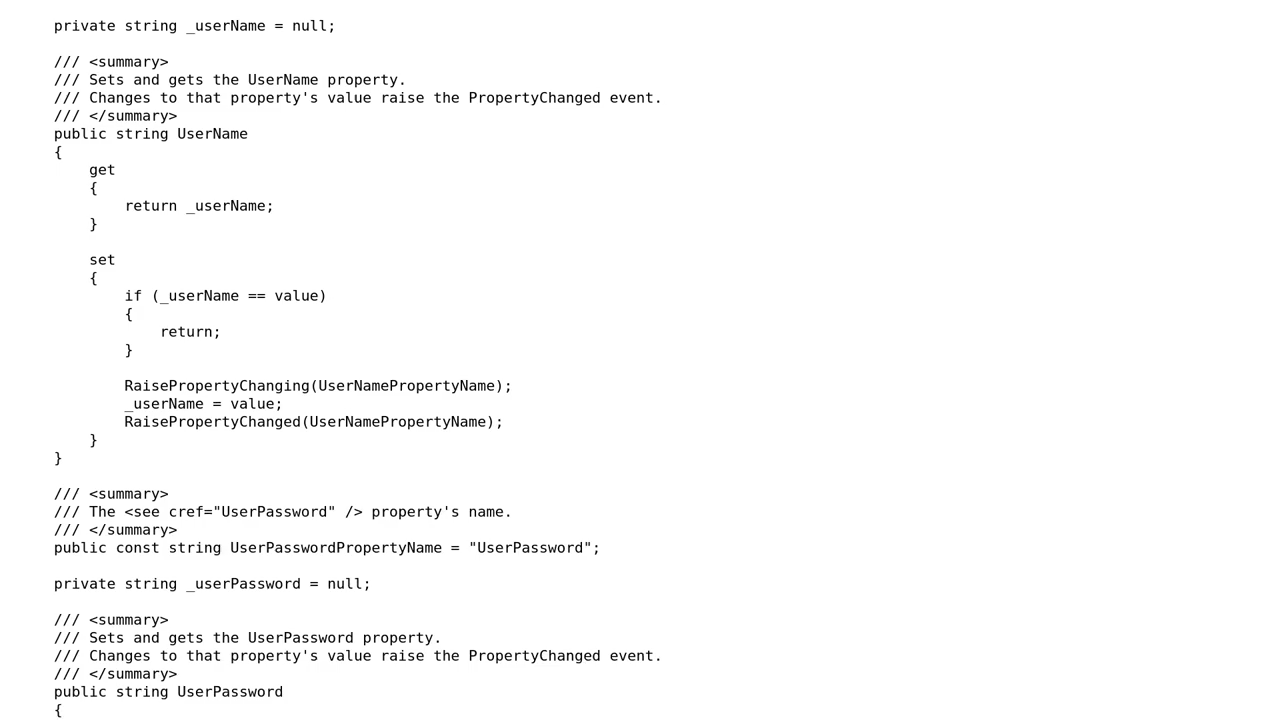 private string _userName = null;

/// <summary>
/// Sets and gets the UserName property.
/// Changes to that property's value raise the PropertyChanged event.
/// </summary>
public string UserName
{
    get
    {
        return _userName;
    }

    set
    {
        if (_userName == value)
        {
            return;
        }

        RaisePropertyChanging(UserNamePropertyName);
        _userName = value;
        RaisePropertyChanged(UserNamePropertyName);
    }
}

/// <summary>
/// The <see cref="UserPassword" /> property's name.
/// </summary>
public const string UserPasswordPropertyName = "UserPassword";

private string _userPassword = null;

/// <summary>
/// Sets and gets the UserPassword property.
/// Changes to that property's value raise the PropertyChanged event.
/// </summary>
public string UserPassword
{